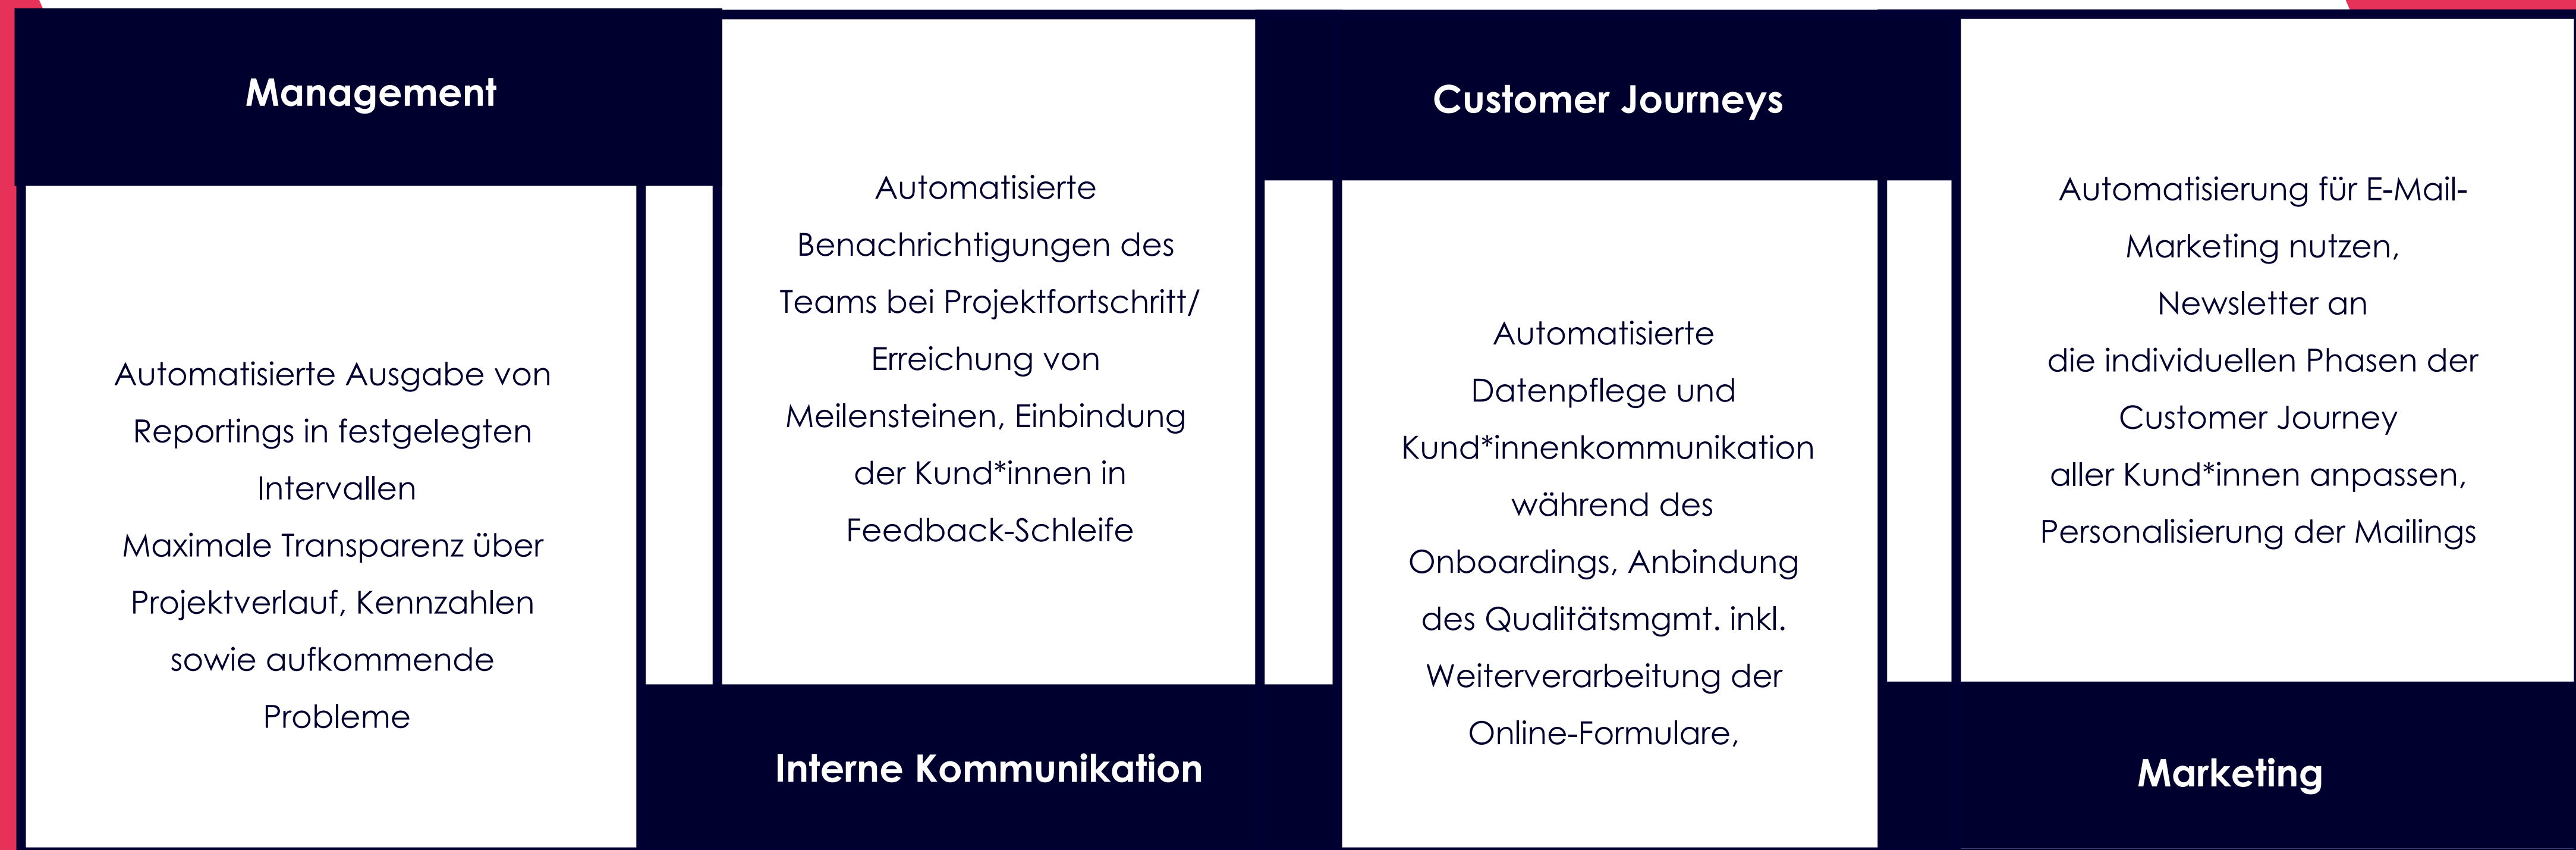 Management
Automatisierte Ausgabe von
Reportings in festgelegten
Intervallen
Maximale Transparenz über
Projektverlauf, Kennzahlen
sowie aufkommende
Probleme
Automatisierte
Benachrichtigungen des
Teams bei Projektfortschritt/
Erreichung von
Meilensteinen, Einbindung
der Kund*innen in
Feedback-Schleife
Interne Kommunikation
Customer Journeys
Automatisierte
Datenpflege und
Kund*innenkommunikation
während des
Onboardings, Anbindung
des Qualitätsmgmt. inkl.
Weiterverarbeitung der
Online-Formulare,
Automatisierung für E-Mail-
Marketing nutzen,
Newsletter an
die individuellen Phasen der
Customer Journey
aller Kund*innen anpassen,
Personalisierung der Mailings
Marketing